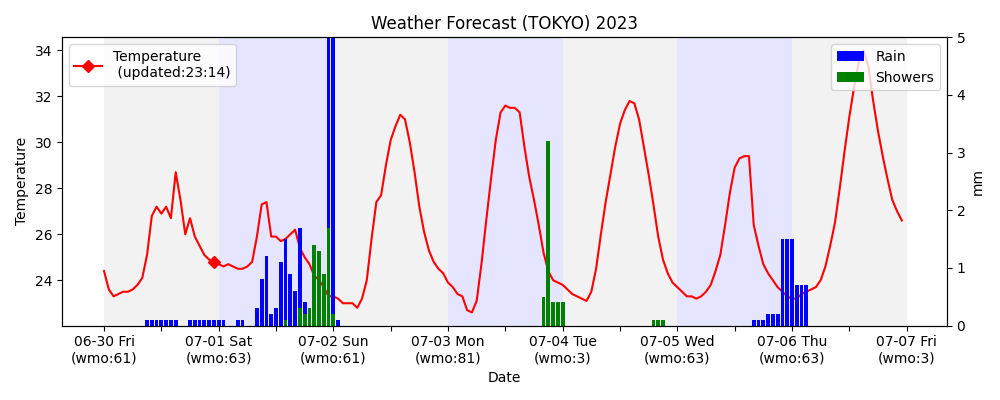 Weather Forecast (TOKYO) 2023
Temperature
(updated:23:14)
Rain
Showers
34
32
30
28
26
24
Temperature
5
4
3
2
1
0
mm
06-30 Fri
(wmo:61)
07-01 Sat
(wmo:63)
07-02 Sun
(wmo:61)
07-03 Mon
(wmo:81)
07-04 Tue
(wmo:3)
07-05 Wed
(wmo:63)
07-06 Thu
(wmo:63)
07-07 Fri
(wmo:3)
Date